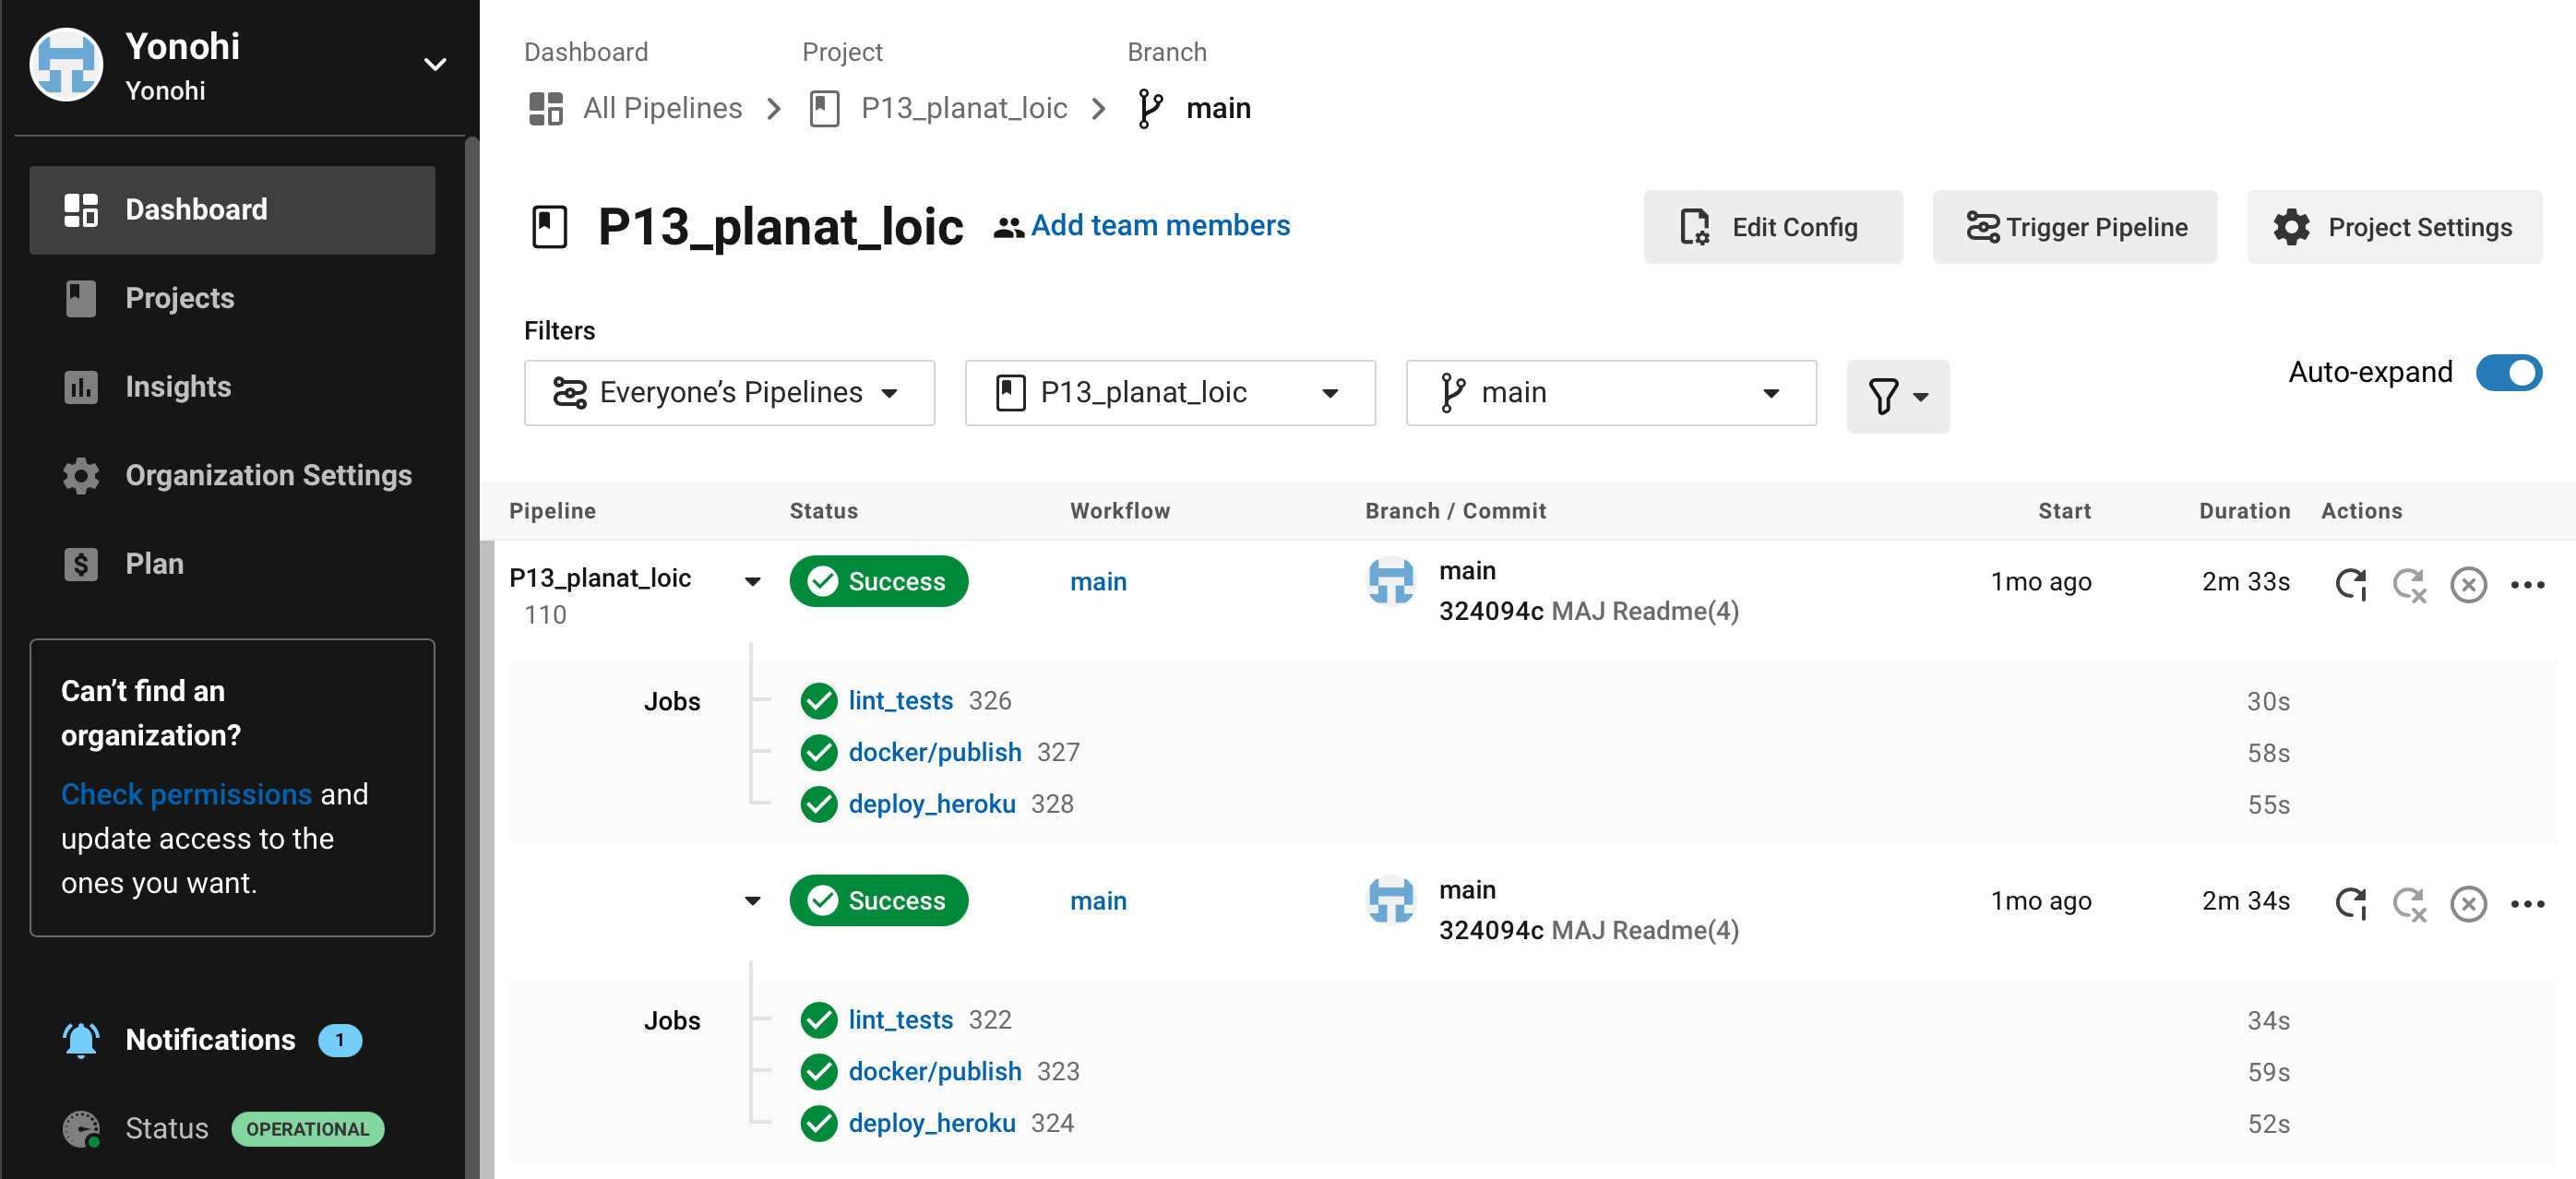 Yonohi
Yonohi
Dashboard
Projects
Insights
Organization Settings
Plan
Can’t find an
organization?
Check permissions and
update access to the
ones you want.
Notifications 1
Status OPERATIONAL
Dashboard Project Branch
All Pipelines P13_planat_loic main
P13_planat_loic Add team members
Edit Config Trigger Pipeline Project Settings
Filters
Everyone’s Pipelines P13_planat_loic main
Auto-expand
Pipeline Status Workflow Branch / Commit Start Duration Actions
P13_planat_loic Success main main 1mo ago 2m 33s
110 324094c MAJ Readme(4)
Jobs lint_tests 326 30s
docker/publish 327 58s
deploy_heroku 328 55s
Success main main 1mo ago 2m 34s
324094c MAJ Readme(4)
Jobs lint_tests 322 34s
docker/publish 323 59s
deploy_heroku 324 52s